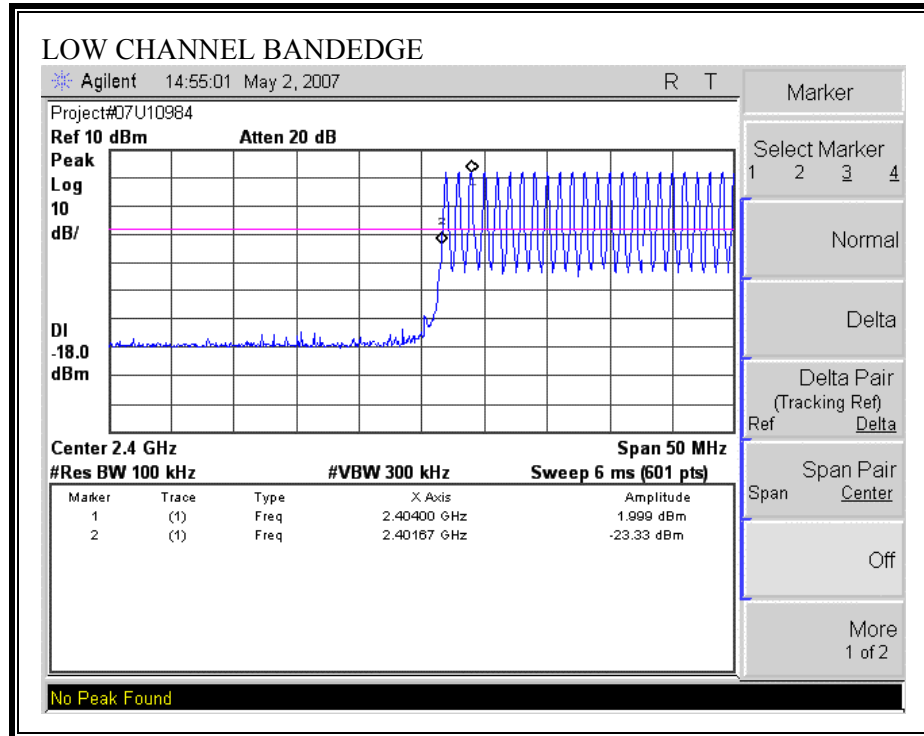 LOW CHANNEL BANDEDGE
Agilent 14:55:01 May 2, 2007 R T
Project#07U10984
Ref 10 dBm Atten 20 dB
Peak
Log
10
dB/
DI
-18.0
dBm
Center 2.4 GHz Span 50 MHz
#Res BW 100 kHz #VBW 300 kHz Sweep 6 ms (601 pts)
Marker Trace Type X Axis Amplitude
1 (1) Freq 2.40400 GHz 1.999 dBm
2 (1) Freq 2.40167 GHz -23.33 dBm
No Peak Found
Marker
Select Marker
1 2 3 4
Normal
Delta
Delta Pair
(Tracking Ref)
Ref Delta
Span Pair
Span Center
Off
More
1 of 2